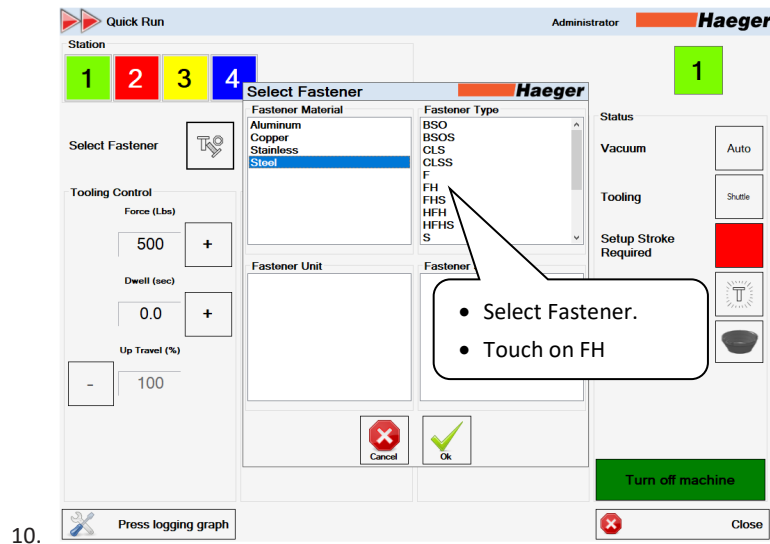 Quick Run
Administrator
Haeger
Station
1 2 3 4
1
Select Fastener
Haeger
Fastener Material
Fastener Type
Aluminum
Copper
Stainless
Steel
BSO
BSOS
CLS
CLSS
F
FH
FHS
HFH
HFHS
S
Select Fastener
Status
Vacuum
Auto
Tooling
Shuttle
Setup Stroke
Required
Tooling Control
Force (Lbs)
500 +
Dwell (sec)
0.0 +
Up Travel (%)
- 100
Fastener Unit
Fastener
• Select Fastener.
• Touch on FH
Cancel
Ok
Turn off machine
Press logging graph
Close
10.